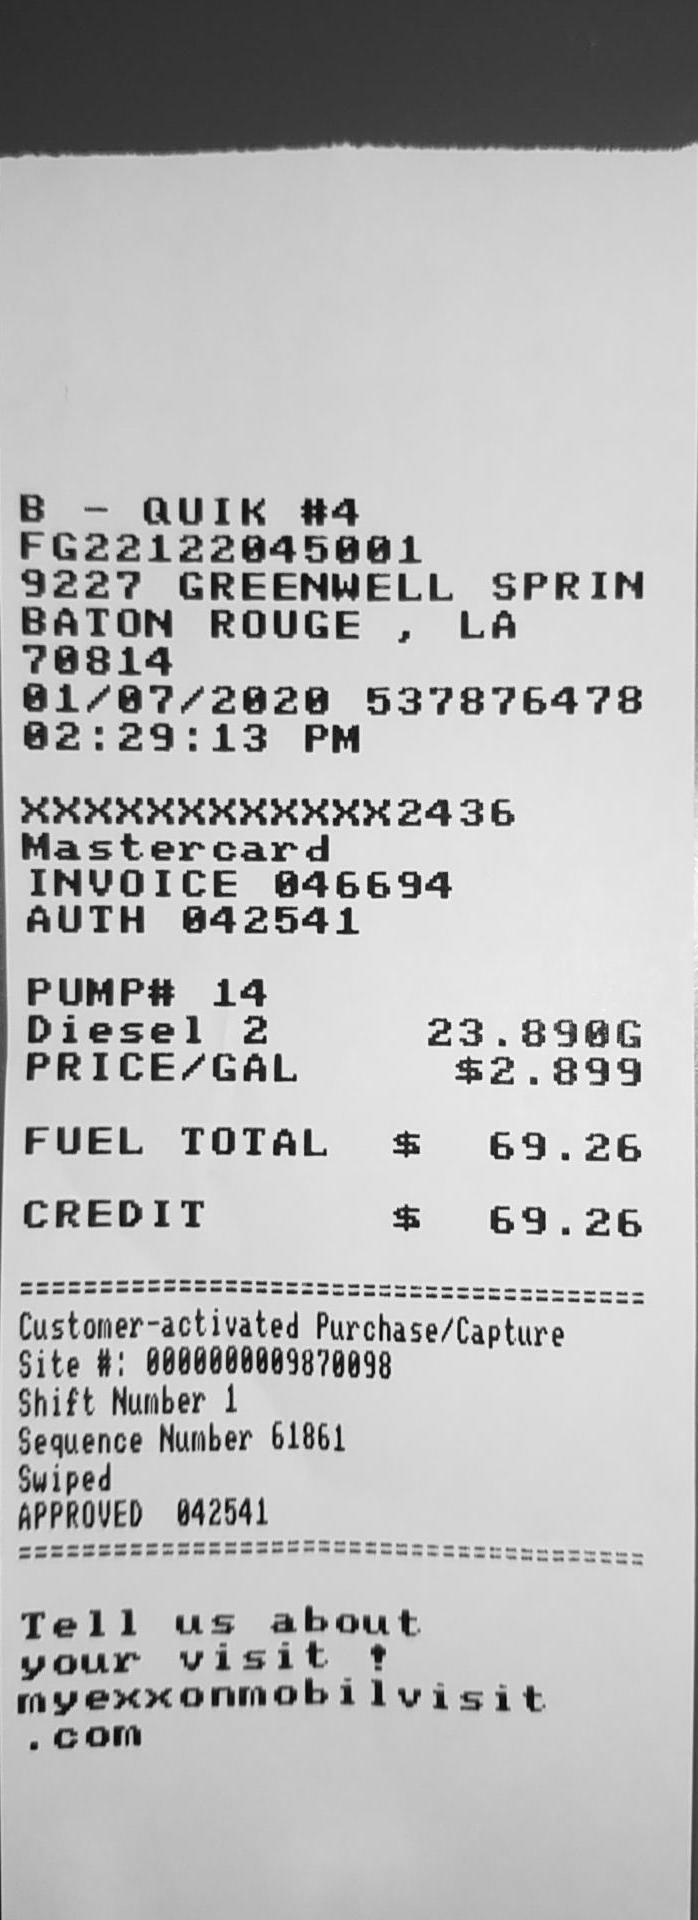 B - QUIK #4
FG22122045001
9227 GREENWELL SPRIN
BATON ROUGE , LA
70814
01/07/2020 537876478
02:29:13 PM
XXXXXXXXXXXX2436
Mastercard
INVOICE 046694
AUTH 042541
PUMP# 14
Diesel 2 23.890G
PRICE/GAL $2.899
FUEL TOTAL $ 69.26
CREDIT $ 69.26
=======================================
Customer-activated Purchase/Capture
Site #: 0000000009870098
Shift Number 1
Sequence Number 61861
Swiped
APPROVED 042541
=======================================
Tell us about
your visit !
myexxonmobilvisit
.com